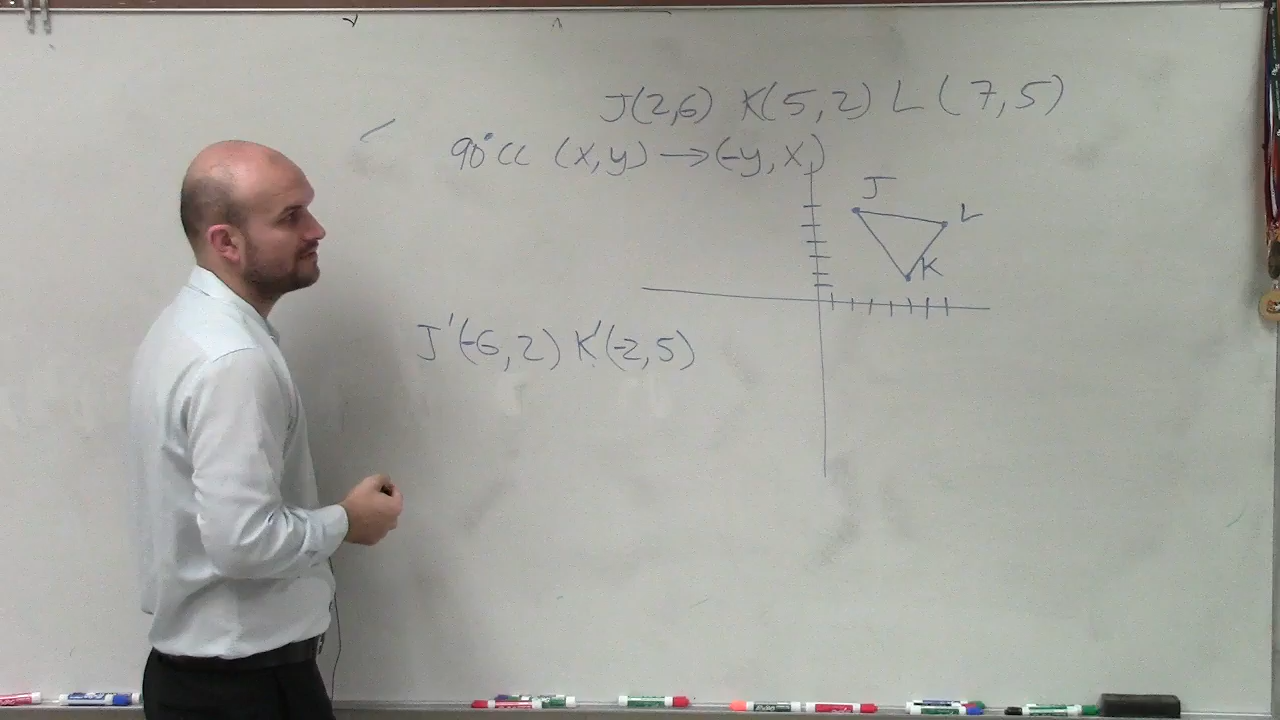 J(2,6) K(5,2) L(7,5)
90°CC (x,y)→(-y,x)
J
L
K
J'(-6,2) K'(-2,5)